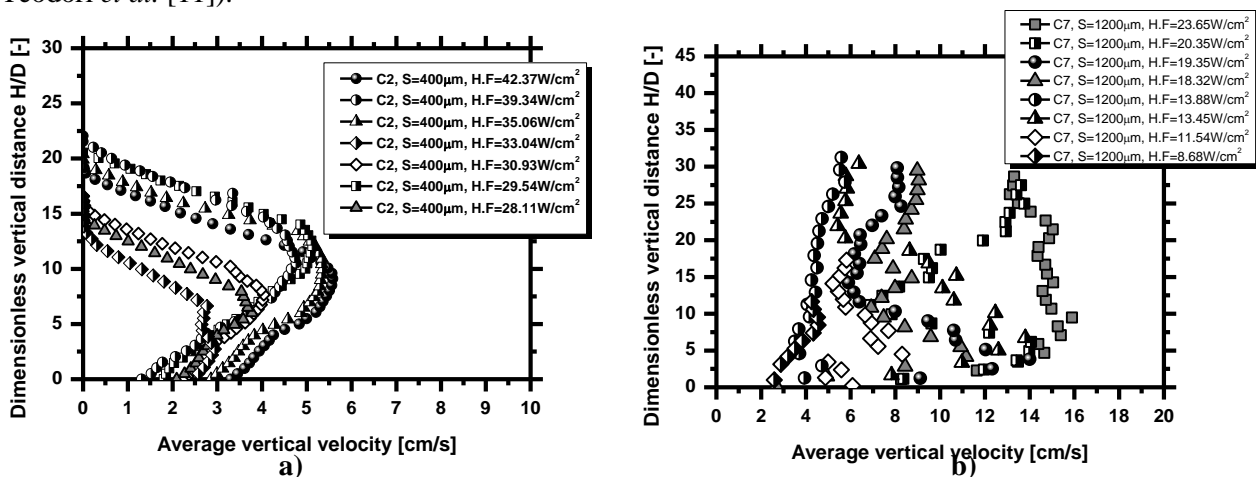 Teodori et al. [11]).
Dimensionless vertical distance H/D [-]
30
25
20
15
10
5
0
0 1 2 3 4 5 6 7 8 9 10
Average vertical velocity [cm/s]
a)
C2, S=400μm, H.F=42.37W/cm²
C2, S=400μm, H.F=39.34W/cm²
C2, S=400μm, H.F=35.06W/cm²
C2, S=400μm, H.F=33.04W/cm²
C2, S=400μm, H.F=30.93W/cm²
C2, S=400μm, H.F=29.54W/cm²
C2, S=400μm, H.F=28.11W/cm²
Dimensionless vertical distance H/D [-]
45
40
35
30
25
20
15
10
5
0
0 2 4 6 8 10 12 14 16 18 20
Average vertical velocity [cm/s]
b)
C7, S=1200μm, H.F=23.65W/cm²
C7, S=1200μm, H.F=20.35W/cm²
C7, S=1200μm, H.F=19.35W/cm²
C7, S=1200μm, H.F=18.32W/cm²
C7, S=1200μm, H.F=13.88W/cm²
C7, S=1200μm, H.F=13.45W/cm²
C7, S=1200μm, H.F=11.54W/cm²
C7, S=1200μm, H.F=8.68W/cm²